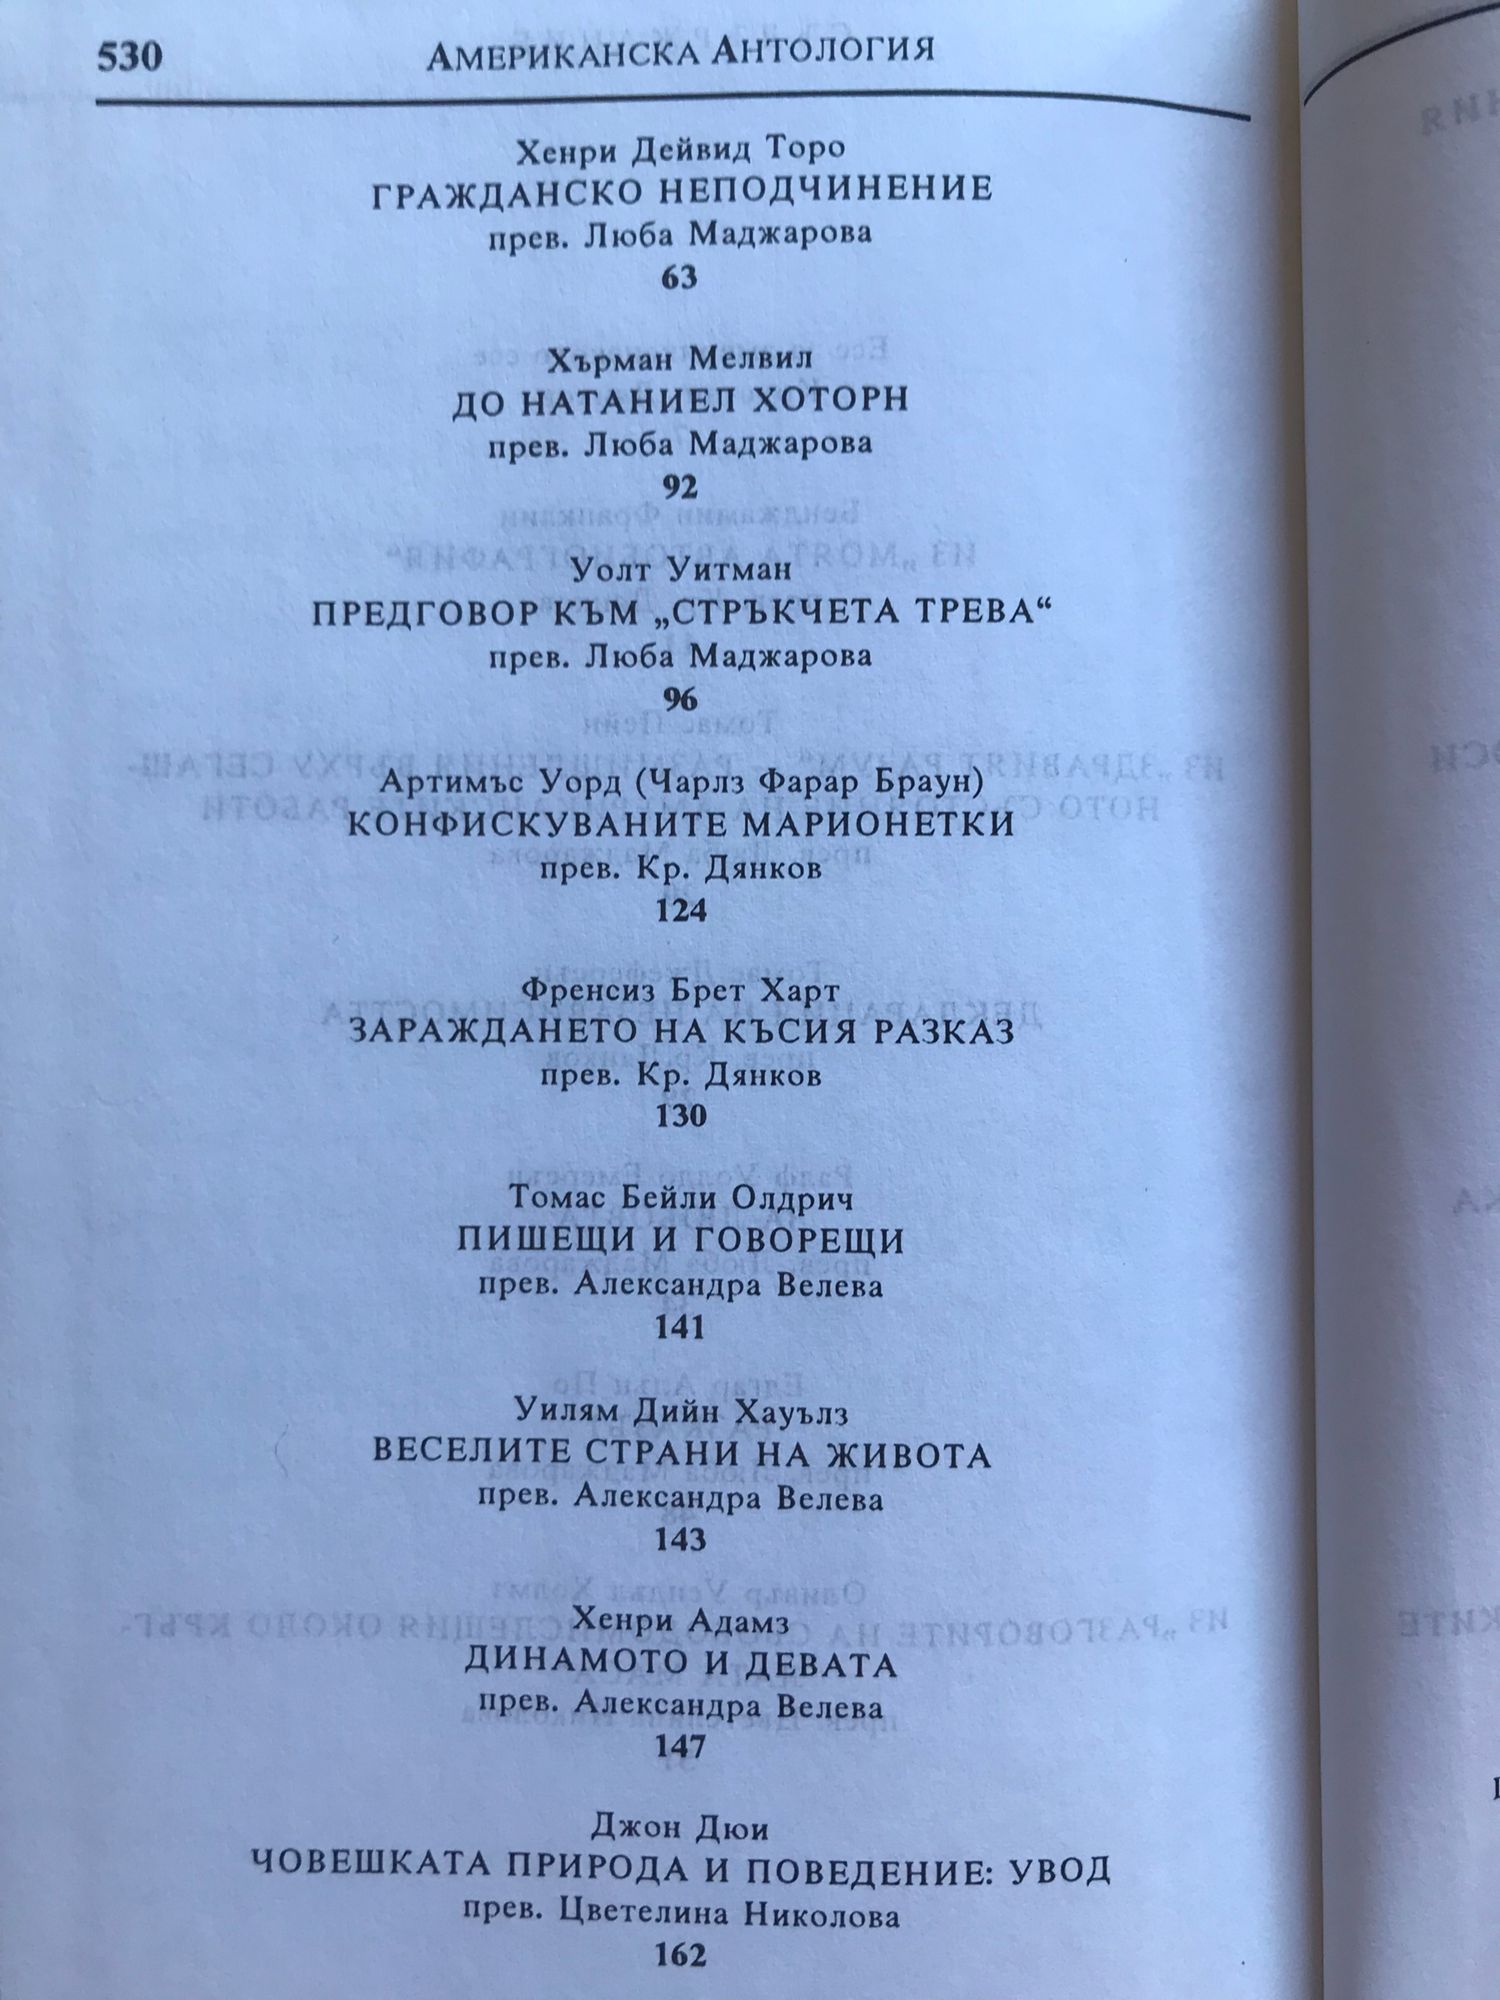 530 Американска Антология
Хенри Дейвид Торо
ГРАЖДАНСКО НЕПОДЧИНЕНИЕ
прев. Люба Маджарова
63
Хърман Мелвил
ДО НАТАНИЕЛ ХОТОРН
прев. Люба Маджарова
92
Уолт Уитман
ПРЕДГОВОР КЪМ „СТРЪКЧЕТА ТРЕВА“
прев. Люба Маджарова
96
Артимъс Уорд (Чарлз Фарар Браун)
КОНФИСКУВАНИТЕ МАРИОНЕТКИ
прев. Кр. Дянков
124
Френсиз Брет Харт
ЗАРАЖДАНЕТО НА КЪСИЯ РАЗКАЗ
прев. Кр. Дянков
130
Томас Бейли Олдрич
ПИШЕЩИ И ГОВОРЕЩИ
прев. Александра Велева
141
Уилям Дийн Хауълз
ВЕСЕЛИТЕ СТРАНИ НА ЖИВОТА
прев. Александра Велева
143
Хенри Адамз
ДИНАМОТО И ДЕВАТА
прев. Александра Велева
147
Джон Дюи
ЧОВЕШКАТА ПРИРОДА И ПОВЕДЕНИЕ: УВОД
прев. Цветелина Николова
162